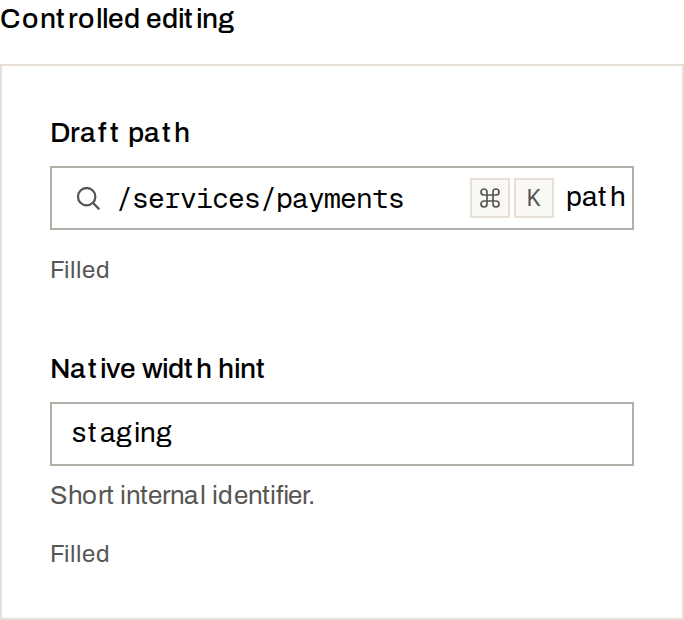 Controlled editing
Draft path
/services/payments ⌘ K path
Filled
Native width hint
staging
Short internal identifier.
Filled